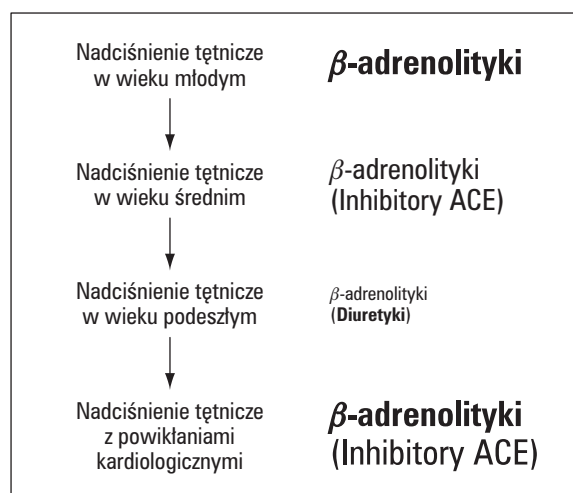 Nadciśnienie tętnicze
w wieku młodym
β-adrenolityki
Nadciśnienie tętnicze
w wieku średnim
β-adrenolityki
(Inhibitory ACE)
Nadciśnienie tętnicze
w wieku podeszłym
β-adrenolityki
(Diuretyki)
Nadciśnienie tętnicze
z powikłaniami
kardiologicznymi
β-adrenolityki
(Inhibitory ACE)